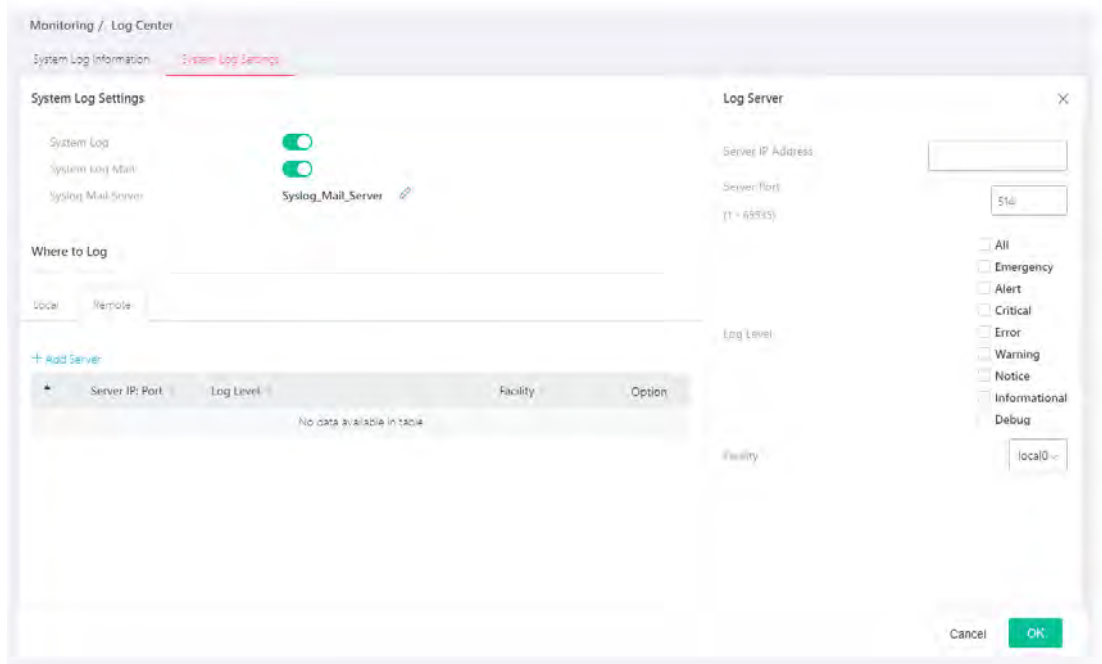 Monitoring / Log Center
System Log Information
System Log Settings
System Log Settings
System Log
System Log Mail
Syslog Mail Server
Syslog_Mail_Server
Where to Log
Local
Remote
+ Add Server
Server IP: Port
Log Level
Facility
Option
No data available in table
Log Server
Server IP Address
Server Port
(1 - 65535)
514
Log Level
All
Emergency
Alert
Critical
Error
Warning
Notice
Informational
Debug
Facility
local0
Cancel
OK